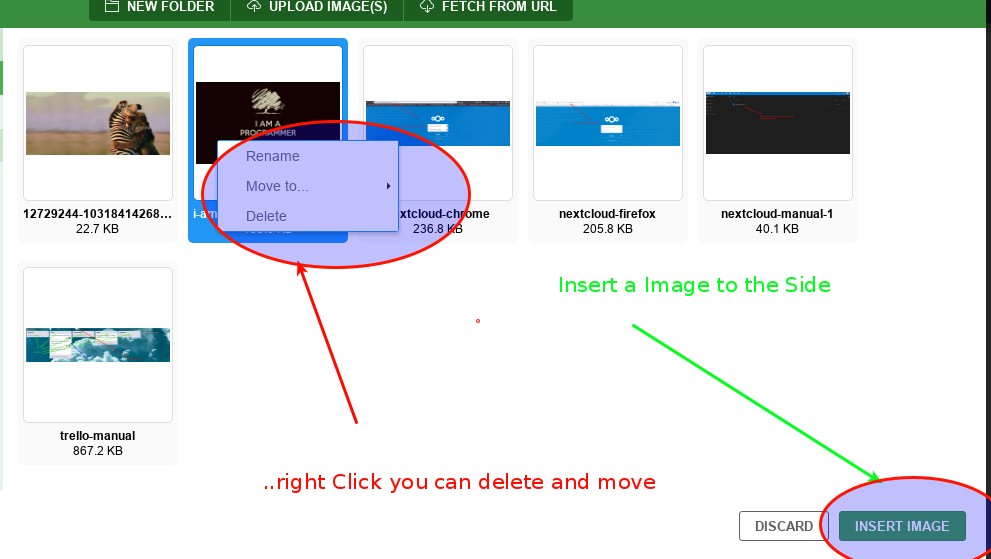 NEW FOLDER
UPLOAD IMAGE(S)
FETCH FROM URL
I AM A
PROGRAMMER
Rename
Move to...
Delete
12729244-10318414268...
22.7 KB
i-am
xtcloud-chrome
236.8 KB
nextcloud-firefox
205.8 KB
nextcloud-manual-1
40.1 KB
Insert a Image to the Side
trello-manual
867.2 KB
..right Click you can delete and move
DISCARD
INSERT IMAGE